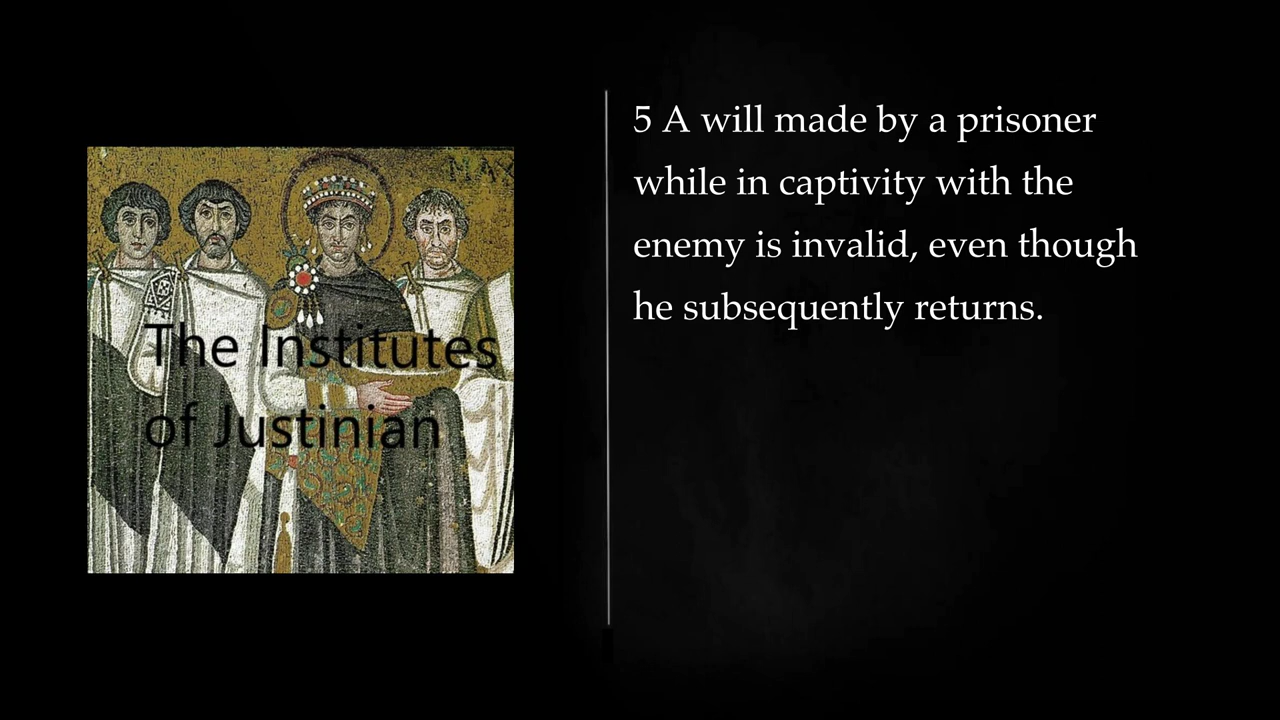 MAX
The Institutes
of Justinian
5 A will made by a prisoner
while in captivity with the
enemy is invalid, even though
he subsequently returns.